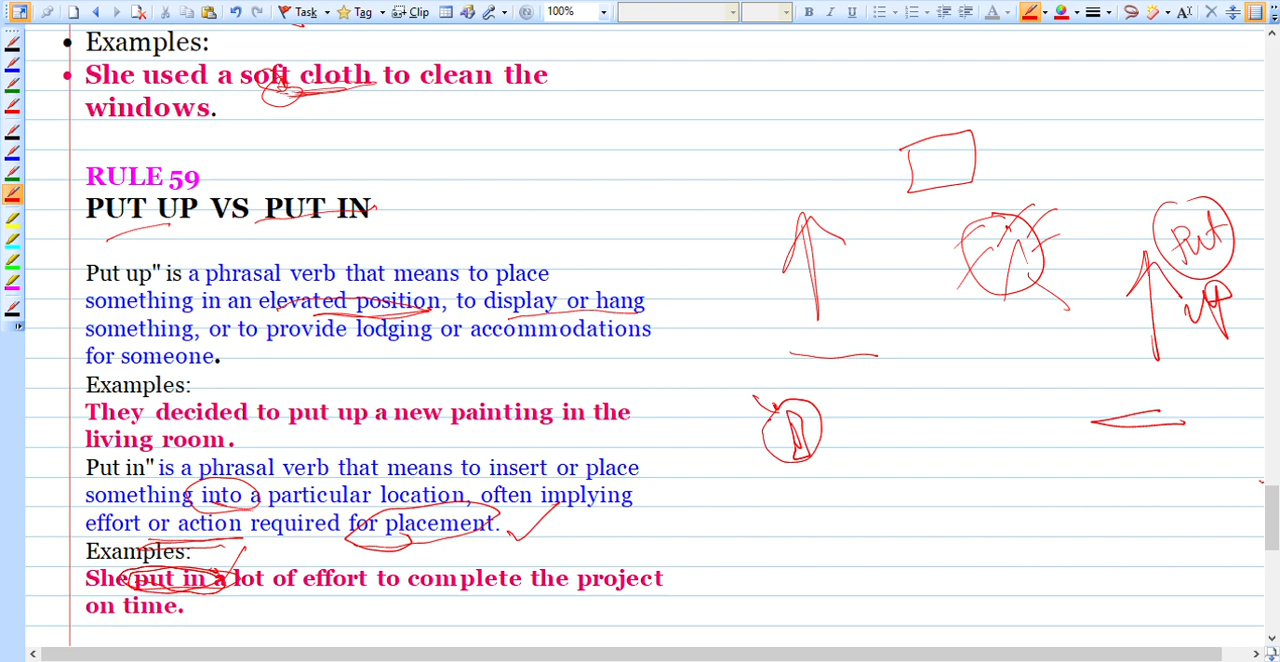 Task Tag Clip 100% B I U A
Examples:
She used a soft cloth to clean the
windows.
RULE 59
PUT UP VS PUT IN
Put up" is a phrasal verb that means to place
something in an elevated position, to display or hang
something, or to provide lodging or accommodations
for someone.
Examples:
They decided to put up a new painting in the
living room.
Put in" is a phrasal verb that means to insert or place
something into a particular location, often implying
effort or action required for placement.
Examples:
She put in a lot of effort to complete the project
on time.
Put
up